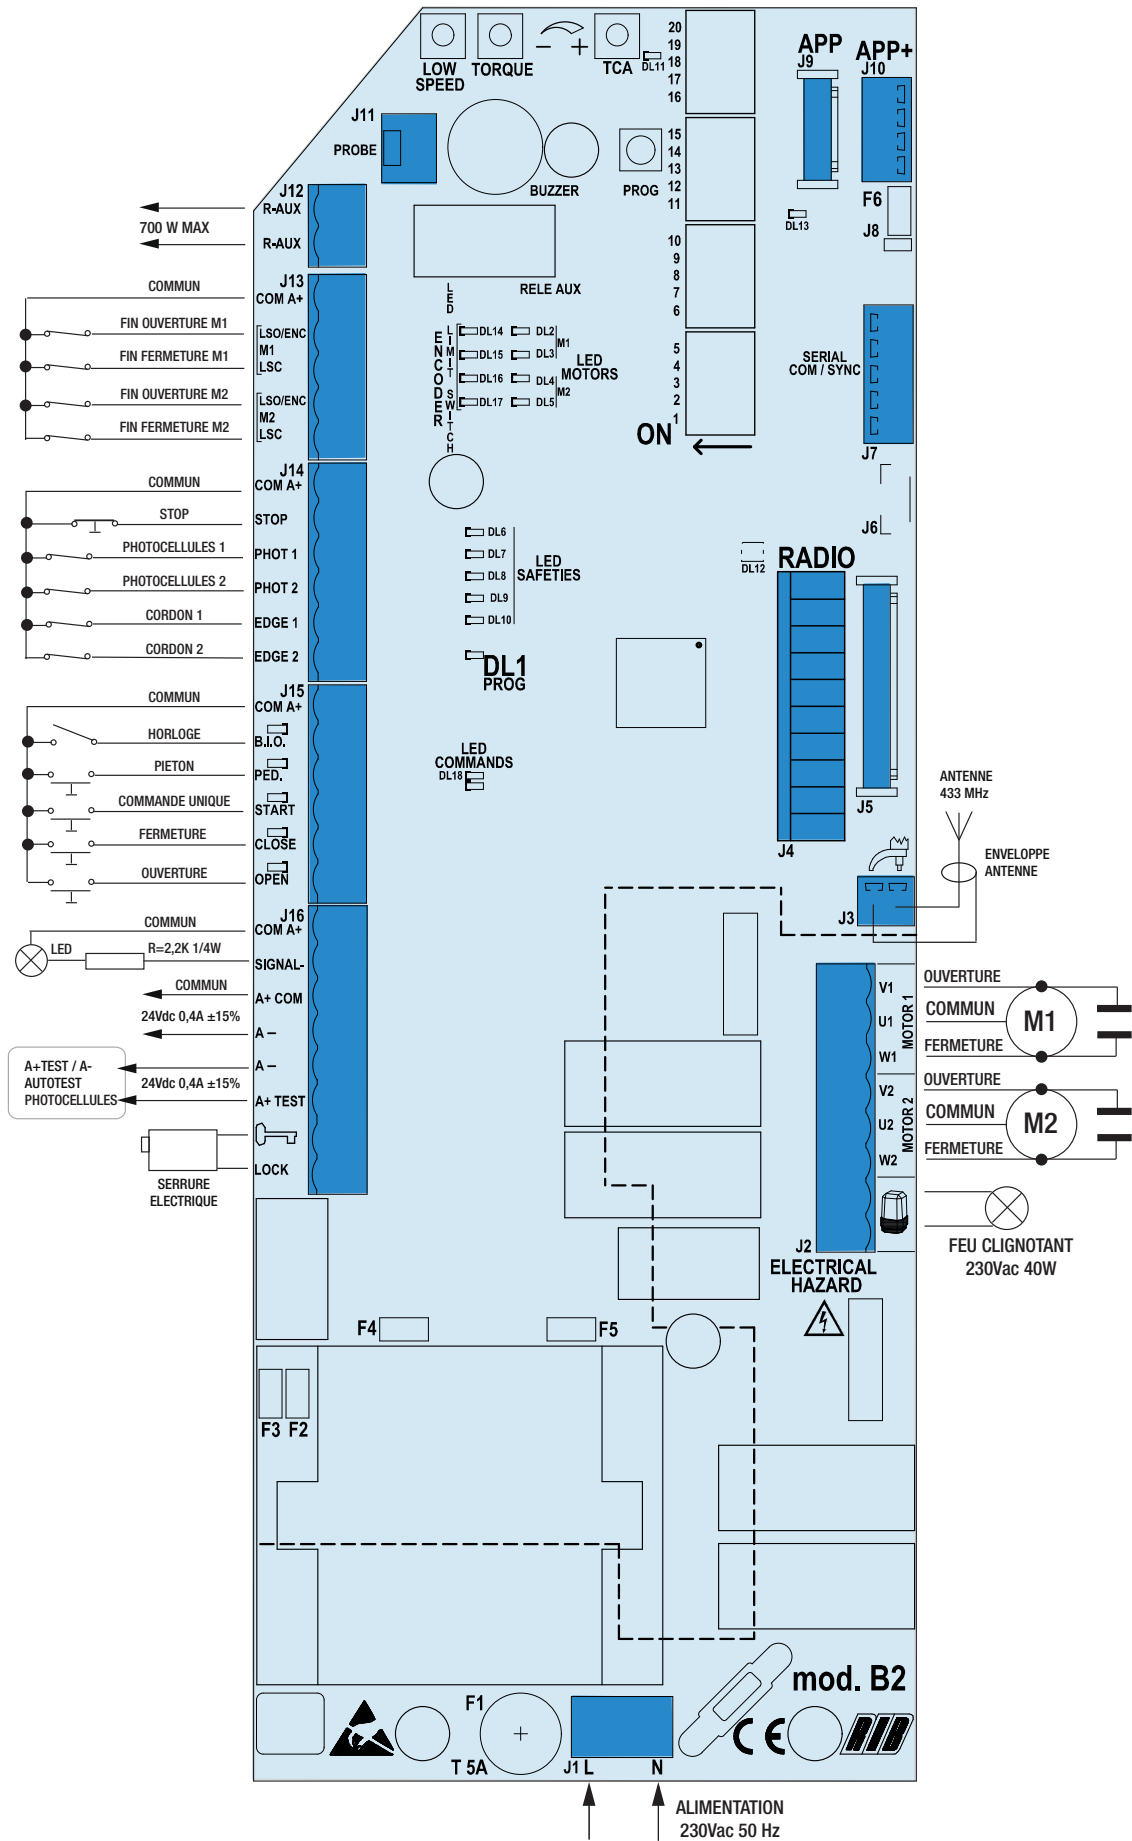 LOW SPEED
TORQUE
− +
TCA
DL11
20
19
18
17
16
APP
J9
APP+
J10
J11
PROBE
BUZZER
PROG
15
14
13
12
11
F6
J8
DL13
J12
R-AUX
700 W MAX
R-AUX
RELE AUX
10
9
8
7
6
J13
COMMUN
COM A+
FIN OUVERTURE M1
LSO/ENC
M1
FIN FERMETURE M1
LSC
FIN OUVERTURE M2
LSO/ENC
M2
FIN FERMETURE M2
LSC
LED LIMIT SWITCH
ENCODER
DL14
DL15
DL16
DL17
DL2
DL3
M1
DL4
DL5
M2
LED
MOTORS
5
4
3
2
1
ON
SERIAL
COM / SYNC
J7
J6
J14
COMMUN
COM A+
STOP
STOP
PHOTOCELLULES 1
PHOT 1
PHOTOCELLULES 2
PHOT 2
CORDON 1
EDGE 1
CORDON 2
EDGE 2
DL6
DL7
DL8
DL9
DL10
LED
SAFETIES
DL1
PROG
DL12
RADIO
J15
COMMUN
COM A+
HORLOGE
B.I.O.
PIETON
PED.
COMMANDE UNIQUE
START
FERMETURE
CLOSE
OUVERTURE
OPEN
LED
COMMANDS
DL18
J4
J5
ANTENNE
433 MHz
ENVELOPPE
ANTENNE
J3
J16
COMMUN
COM A+
LED
R=2,2K 1/4W
SIGNAL-
COMMUN
A+ COM
24Vdc 0,4A ±15%
A −
A −
A+TEST / A-
AUTOTEST
PHOTOCELLULES
24Vdc 0,4A ±15%
A+ TEST
LOCK
SERRURE
ELECTRIQUE
V1
U1
W1
MOTOR 1
OUVERTURE
COMMUN
FERMETURE
M1
V2
U2
W2
MOTOR 2
OUVERTURE
COMMUN
FERMETURE
M2
J2
FEU CLIGNOTANT
230Vac 40W
ELECTRICAL
HAZARD
F4
F5
F3
F2
mod. B2
F1
T 5A
J1
L
N
CE
RIB
ALIMENTATION
230Vac 50 Hz